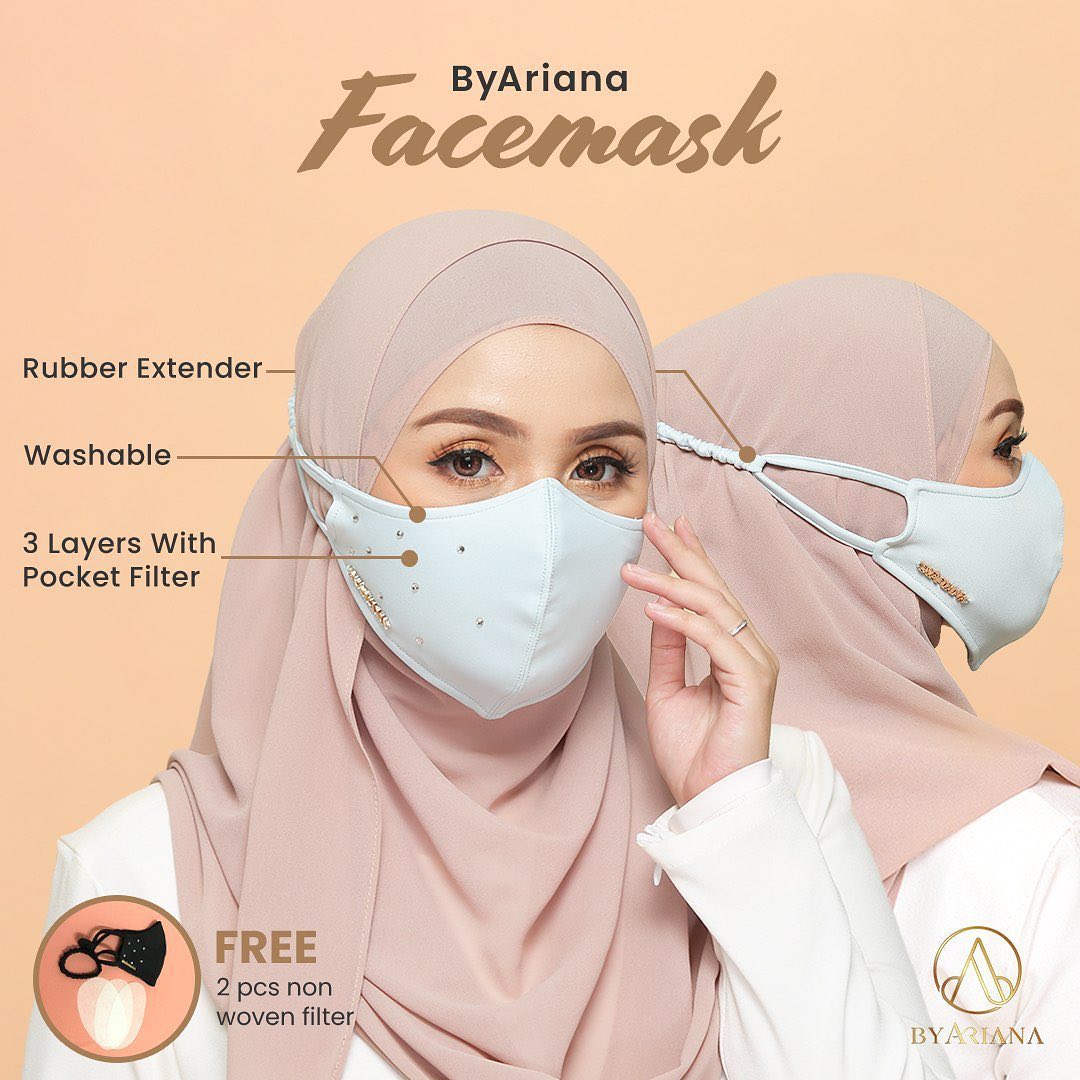 ByAriana
Facemask
Rubber Extender
Washable
3 Layers With
Pocket Filter
FREE
2 pcs non
woven filter
BYARIANA